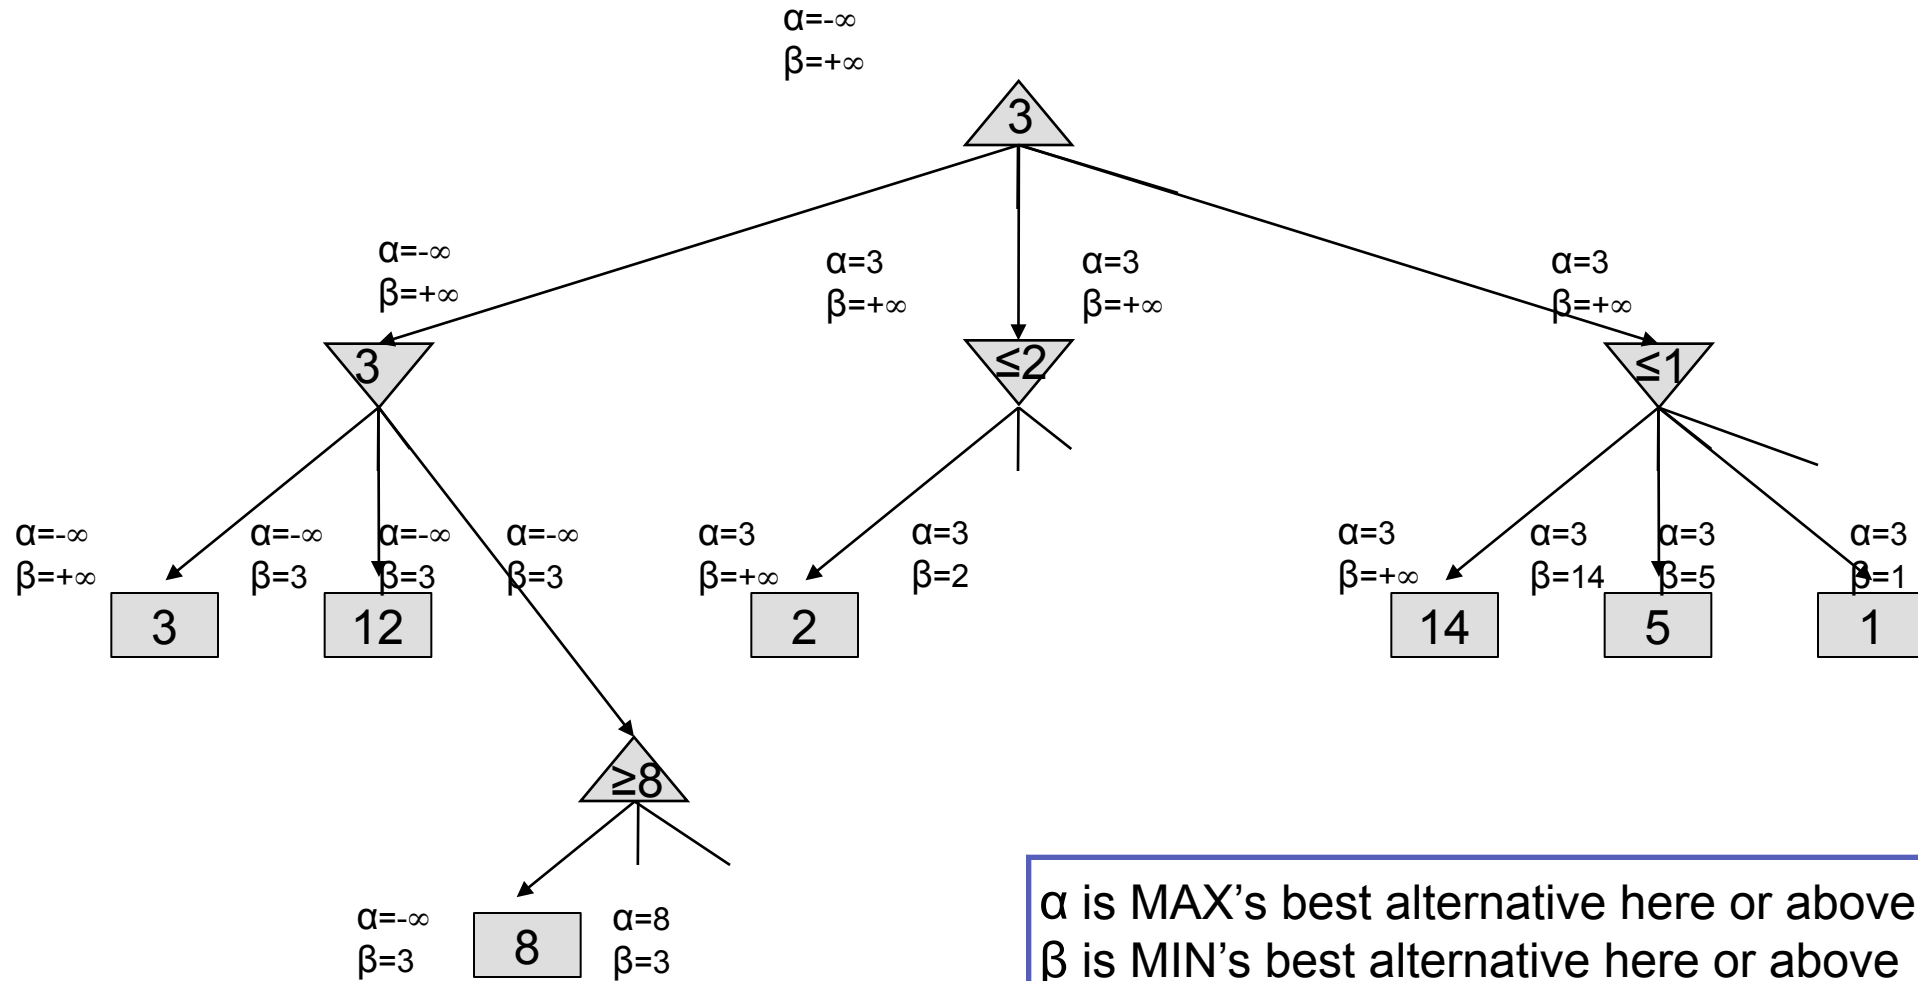 α=-∞
β=+∞
3
α=-∞
β=+∞
α=3
β=+∞
α=3
β=+∞
α=3
β=+∞
3
≤2
≤1
α=-∞
β=+∞
α=-∞
β=3
α=-∞
β=3
α=-∞
β=3
α=3
β=+∞
α=3
β=2
α=3
β=+∞
α=3
β=14
α=3
β=5
α=3
β=1
3
12
2
14
5
1
≥8
α=-∞
β=3
8
α=8
β=3
α is MAX’s best alternative here or above
β is MIN’s best alternative here or above